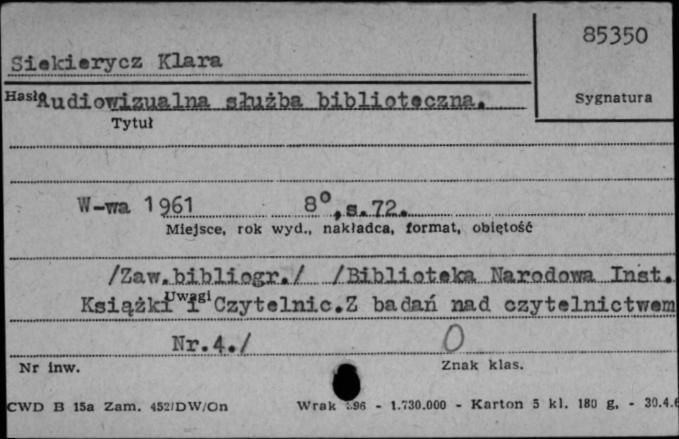 85350
Siekierycz Klara
Hasło
Audiowizualna służba biblioteczna.
Sygnatura
Tytuł
W-wa 1961 8°,s.72.
Miejsce, rok wyd., nakładca, format, objętość
/Zaw.bibliogr./ /Biblioteka Narodowa Inst.
Uwagi
Książki i Czytelnic.Z badań nad czytelnictwem
Nr.4./ 0
Nr inw. Znak klas.
CWD B 15a Zam. 452/DW/On Wrak 96 - 1.730.000 - Karton 5 kl. 180 g. - 30.4.